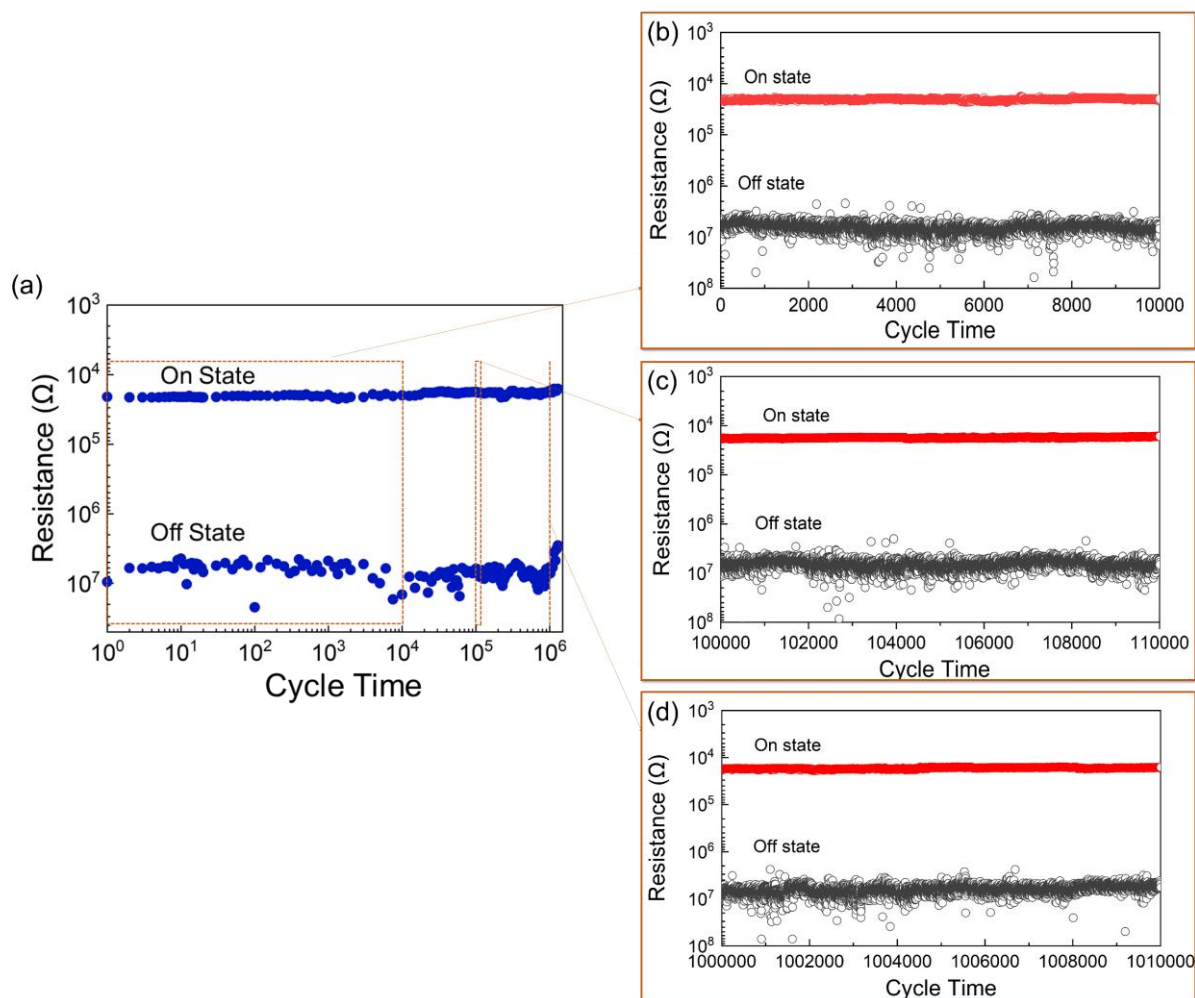 (a)
10³
10⁴
10⁵
10⁶
10⁷
Resistance (Ω)
On State
Off State
10⁰ 10¹ 10² 10³ 10⁴ 10⁵ 10⁶
Cycle Time
(b)
10³
10⁴
10⁵
10⁶
10⁷
10⁸
Resistance (Ω)
On state
Off state
0 2000 4000 6000 8000 10000
Cycle Time
(c)
10³
10⁴
10⁵
10⁶
10⁷
10⁸
Resistance (Ω)
On state
Off state
100000 102000 104000 106000 108000 110000
Cycle Time
(d)
10³
10⁴
10⁵
10⁶
10⁷
10⁸
Resistance (Ω)
On state
Off state
1000000 1002000 1004000 1006000 1008000 1010000
Cycle Time